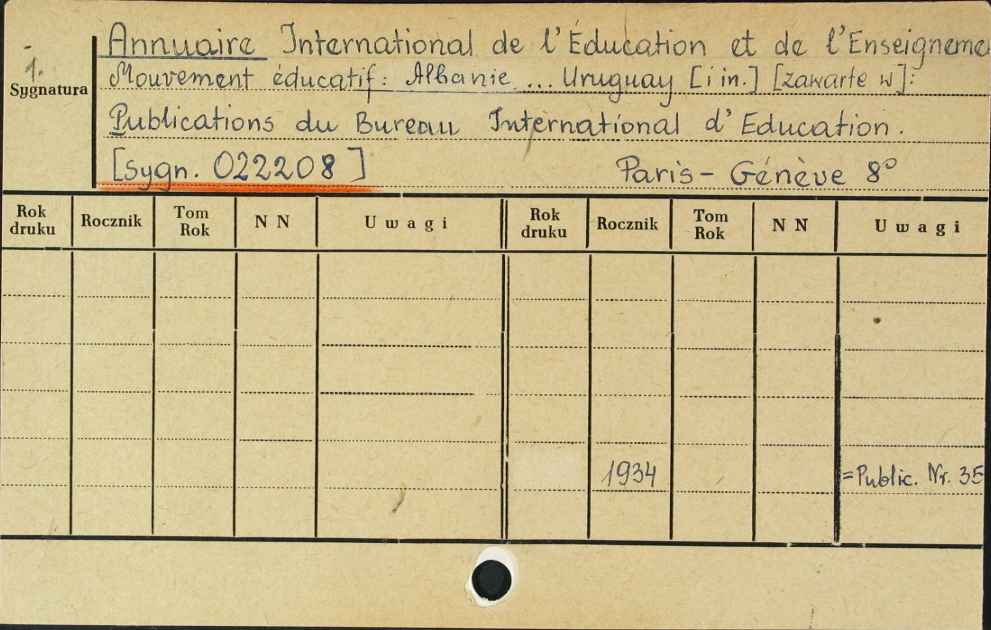 1.
Sygnatura
Annuaire International de l'Éducation et de l'Enseigneme
Mouvement éducatif: Albanie ... Uruguay [i in.] [zawarte w]:
Publications du Bureau International d'Education.
[sygn. 022208] Paris - Génève 8°
Rok druku Rocznik Tom Rok N N Uwagi Rok druku Rocznik Tom Rok N N Uwagi
1934 =Public. Nr. 35